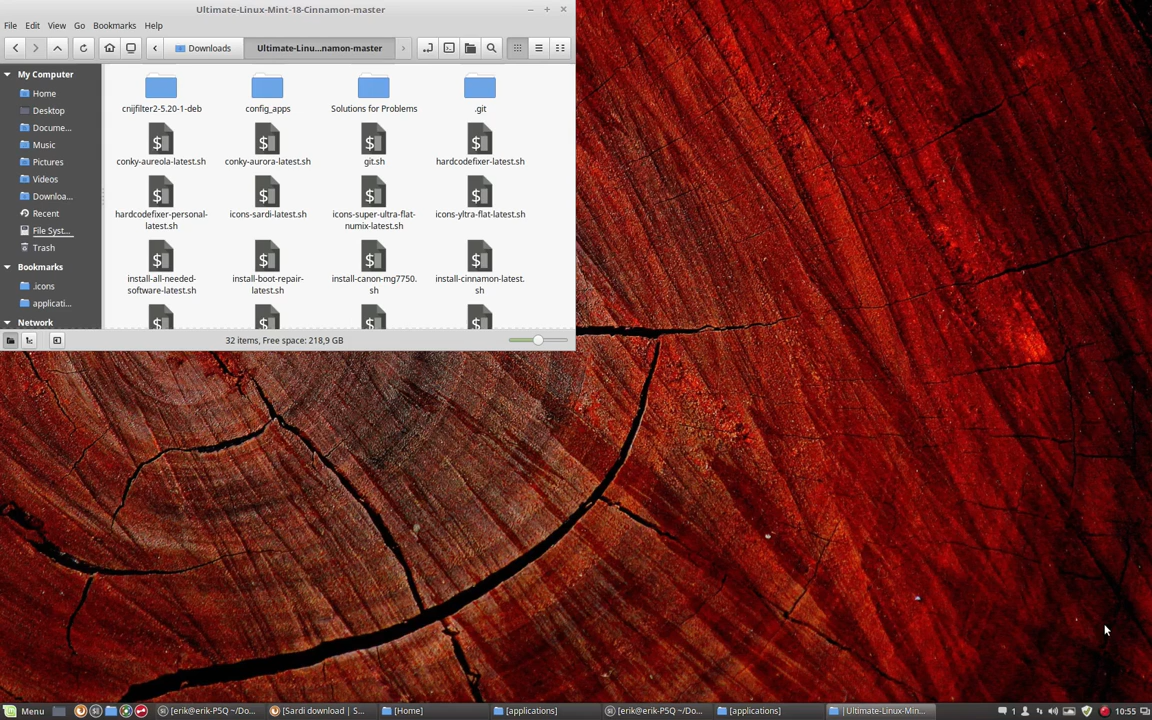 Ultimate-Linux-Mint-18-Cinnamon-master
File Edit View Go Bookmarks Help
Downloads Ultimate-Linu...namon-master
My Computer
Home
Desktop
Docume...
Music
Pictures
Videos
Downloa...
Recent
File Syst...
Trash
Bookmarks
.icons
applicati...
Network
cnijfilter2-5.20-1-deb config_apps Solutions for Problems .git
conky-aureola-latest.sh conky-aurora-latest.sh git.sh hardcodefixer-latest.sh
hardcodefixer-personal- icons-sardi-latest.sh icons-super-ultra-flat- icons-yltra-flat-latest.sh
latest.sh numix-latest.sh
install-all-needed- install-boot-repair- install-canon-mg7750. install-cinnamon-latest.
software-latest.sh latest.sh sh sh
32 items, Free space: 218,9 GB
Menu [erik@erik-P5Q ~/Do... [Sardi download | S... [Home] [applications] [erik@erik-P5Q ~/Do... [applications] Ultimate-Linux-Min... 1 10:55